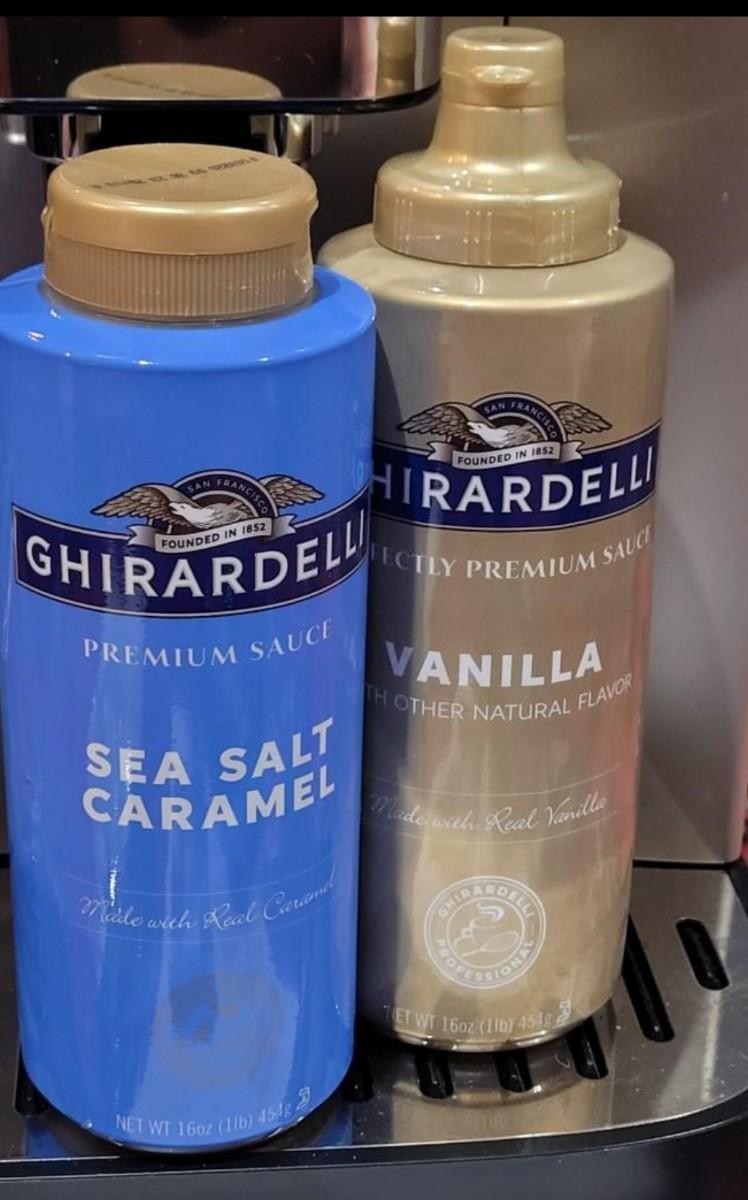 SAN FRANCISCO
FOUNDED IN 1852
GHIRARDELLI
PREMIUM SAUCE
SEA SALT
CARAMEL
Made with Real Caramel
NET WT 16oz (1lb) 454g
SAN FRANCISCO
FOUNDED IN 1852
HIRARDELLI
FECTLY PREMIUM SAUCE
VANILLA
TH OTHER NATURAL FLAVOR
Made with Real Vanilla
GHIRARDELLI
PROFESSIONAL
NET WT 16oz (1lb) 454g